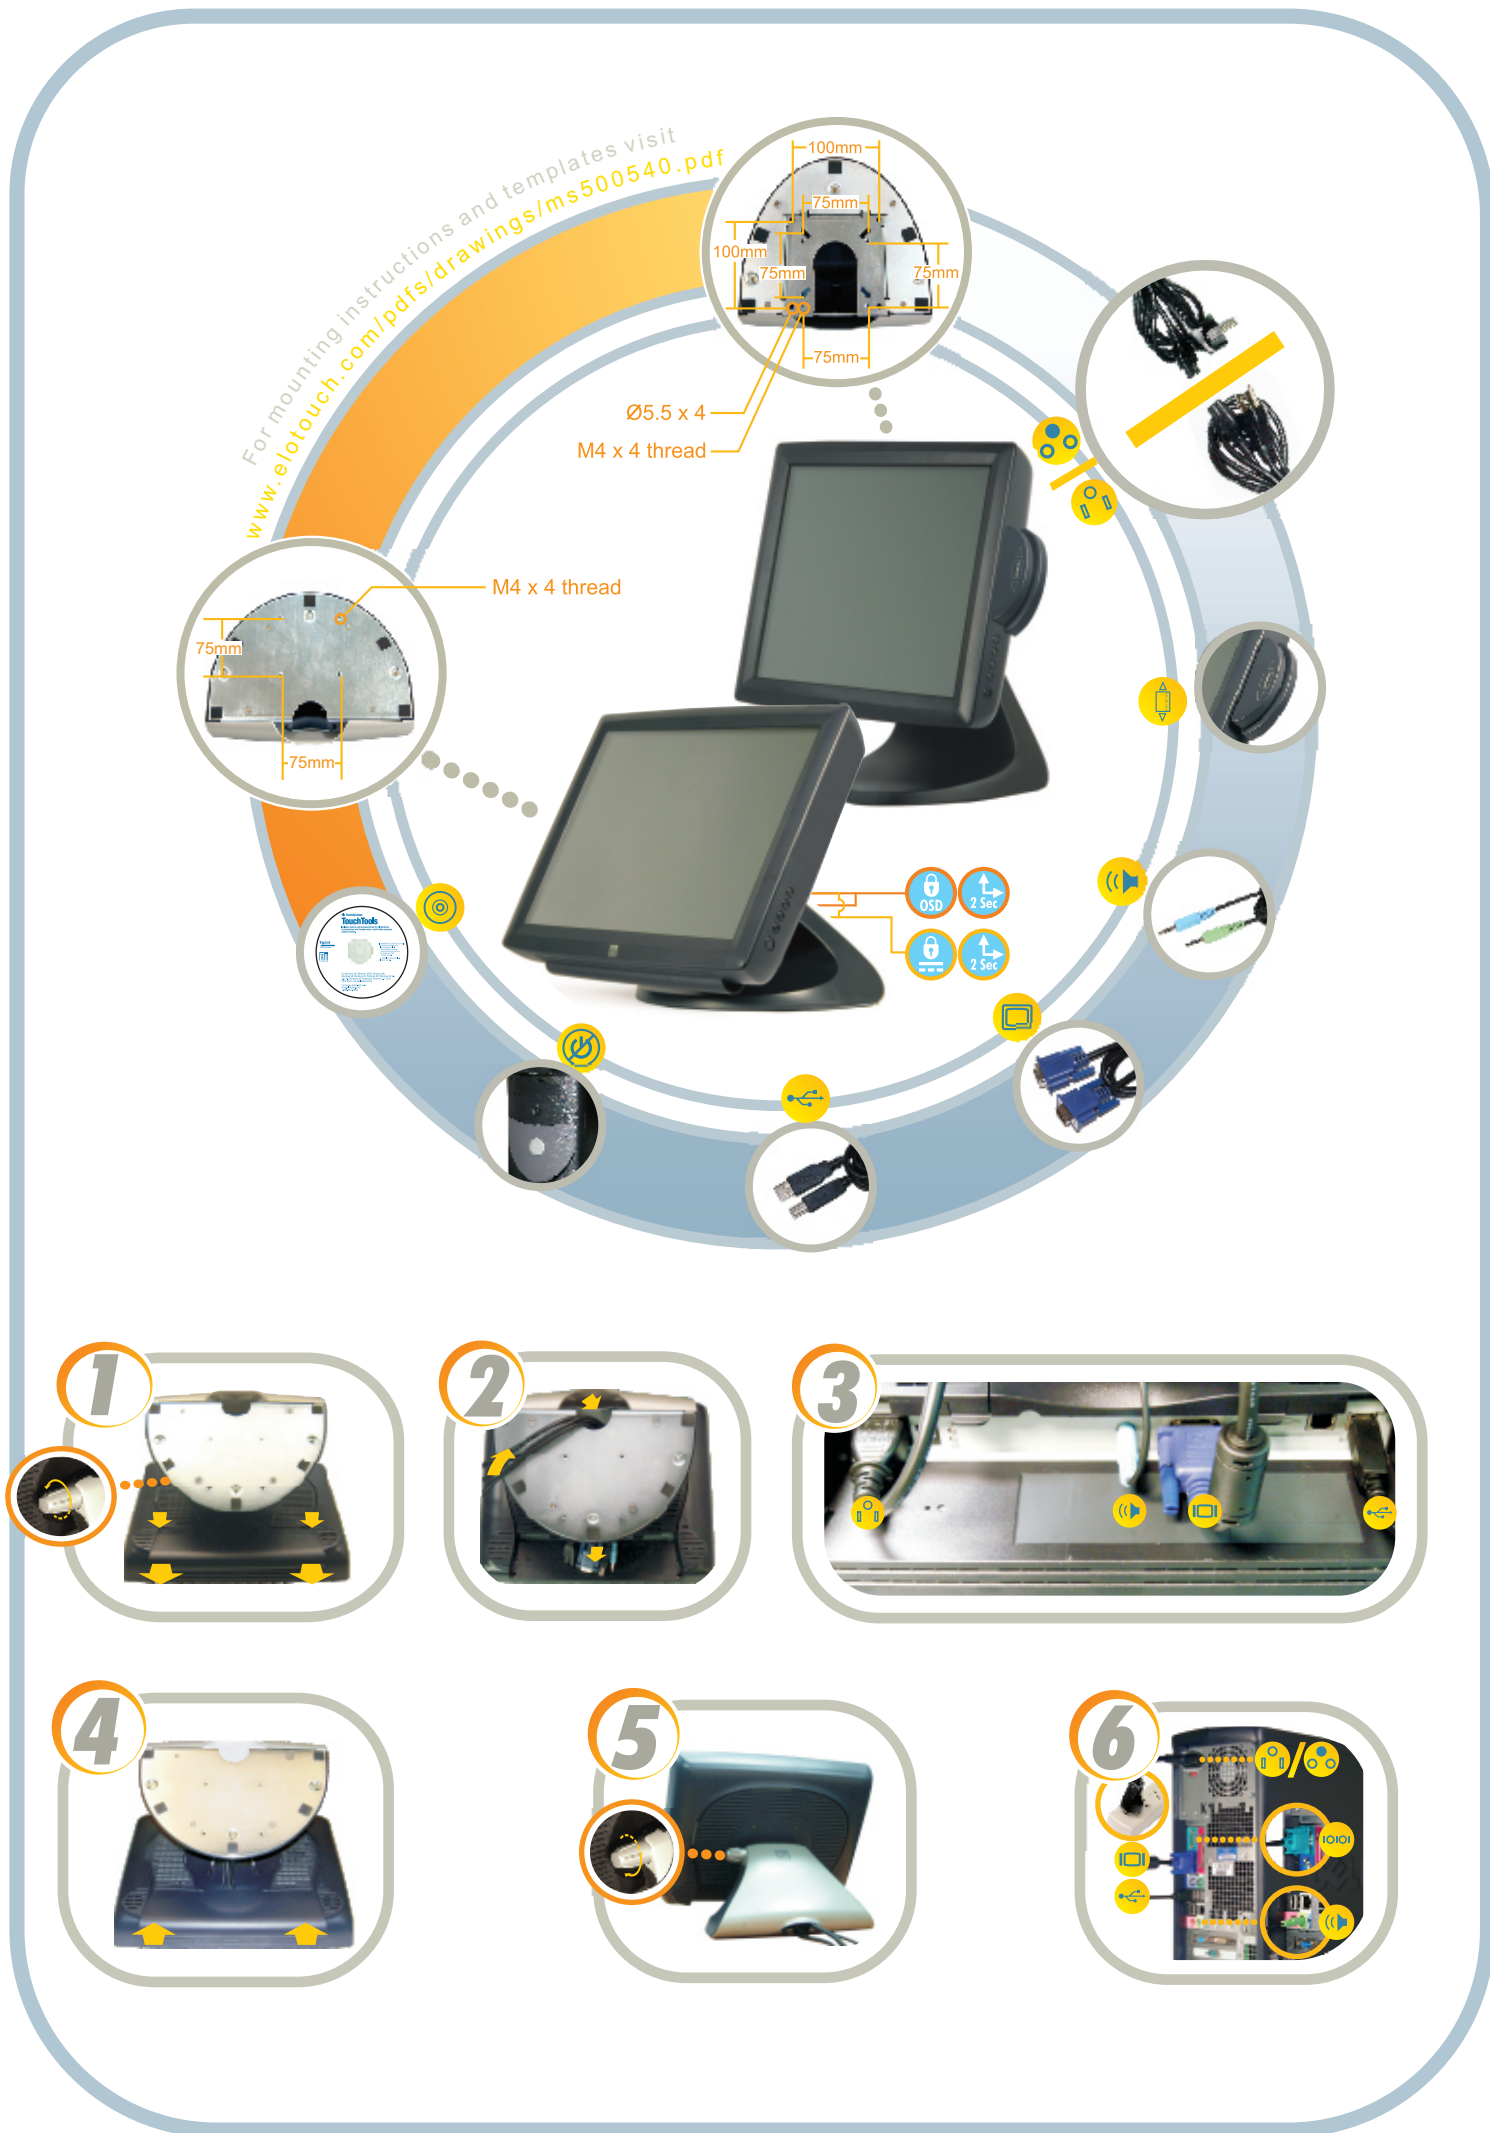 For mounting instructions and templates visit
www.elotouch.com/pdfs/drawings/ms500540.pdf
100mm
75mm
100mm
75mm
75mm
75mm
Ø5.5 x 4
M4 x 4 thread
M4 x 4 thread
75mm
75mm
OSD
2 Sec
2 Sec
TouchTools
1
2
3
4
5
6
IOIOI